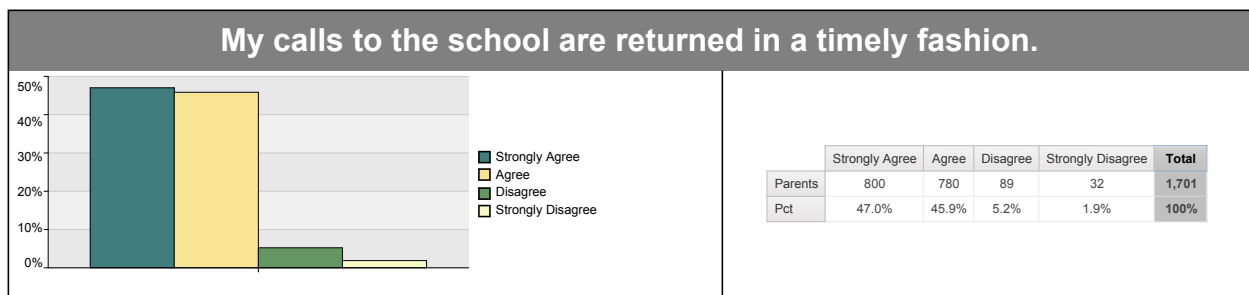 My calls to the school are returned in a timely fashion.
50%
40%
30%
20%
10%
0%
Strongly Agree
Agree
Disagree
Strongly Disagree
Strongly Agree Agree Disagree Strongly Disagree Total
Parents 800 780 89 32 1,701
Pct 47.0% 45.9% 5.2% 1.9% 100%